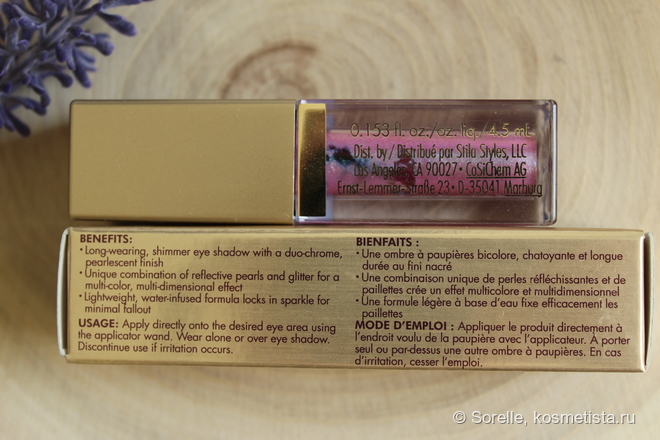 0.153 fl. oz./oz. liq./4.5 mL
Dist. by / Distribué par Stila Styles, LLC
Los Angeles, CA 90027 · CoSiChem AG
Ernst-Lemmer-Straße 23 · D-35041 Marburg
BENEFITS:
· Long-wearing, shimmer eye shadow with a duo-chrome,
pearlescent finish
· Unique combination of reflective pearls and glitter for a
multi-color, multi-dimensional effect
· Lightweight, water-infused formula locks in sparkle for
minimal fallout
USAGE: Apply directly onto the desired eye area using
the applicator wand. Wear alone or over eye shadow.
Discontinue use if irritation occurs.
BIENFAITS :
· Une ombre à paupières bicolore, chatoyante et longue
durée au fini nacré
· Une combinaison unique de perles réfléchissantes et de
paillettes crée un effet multicolore et multidimensionnel
· Une formule légère à base d'eau fixe efficacement les
paillettes
MODE D'EMPLOI : Appliquer le produit directement à
l'endroit voulu de la paupière avec l'applicateur. A porter
seul ou par-dessus une autre ombre à paupières. En cas
d'irritation, cesser l'emploi.
© Sorelle, kosmetista.ru